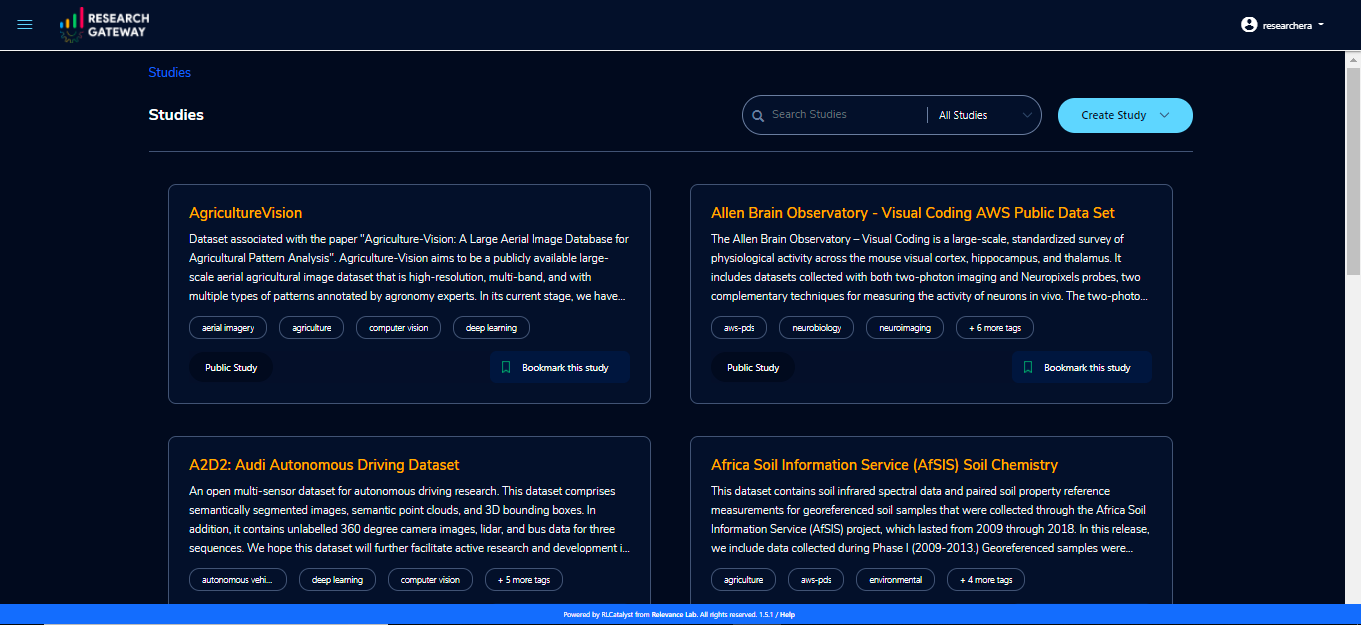 RESEARCH
GATEWAY
researchera
Studies
Studies
Search Studies
All Studies
Create Study
AgricultureVision
Dataset associated with the paper "Agriculture-Vision: A Large Aerial Image Database for
Agricultural Pattern Analysis". Agriculture-Vision aims to be a publicly available large-
scale aerial agricultural image dataset that is high-resolution, multi-band, and with
multiple types of patterns annotated by agronomy experts. In its current stage, we have...
aerial imagery agriculture computer vision deep learning
Public Study Bookmark this study
Allen Brain Observatory - Visual Coding AWS Public Data Set
The Allen Brain Observatory – Visual Coding is a large-scale, standardized survey of
physiological activity across the mouse visual cortex, hippocampus, and thalamus. It
includes datasets collected with both two-photon imaging and Neuropixels probes, two
complementary techniques for measuring the activity of neurons in vivo. The two-photo...
aws-pds neurobiology neuroimaging + 6 more tags
Public Study Bookmark this study
A2D2: Audi Autonomous Driving Dataset
An open multi-sensor dataset for autonomous driving research. This dataset comprises
semantically segmented images, semantic point clouds, and 3D bounding boxes. In
addition, it contains unlabelled 360 degree camera images, lidar, and bus data for three
sequences. We hope this dataset will further facilitate active research and development i...
autonomous vehi... deep learning computer vision + 5 more tags
Africa Soil Information Service (AfSIS) Soil Chemistry
This dataset contains soil infrared spectral data and paired soil property reference
measurements for georeferenced soil samples that were collected through the Africa Soil
Information Service (AfSIS) project, which lasted from 2009 through 2018. In this release,
we include data collected during Phase I (2009-2013.) Georeferenced samples were...
agriculture aws-pds environmental + 4 more tags
Powered by RLCatalyst from Relevance Lab. All rights reserved. 1.5.1 / Help